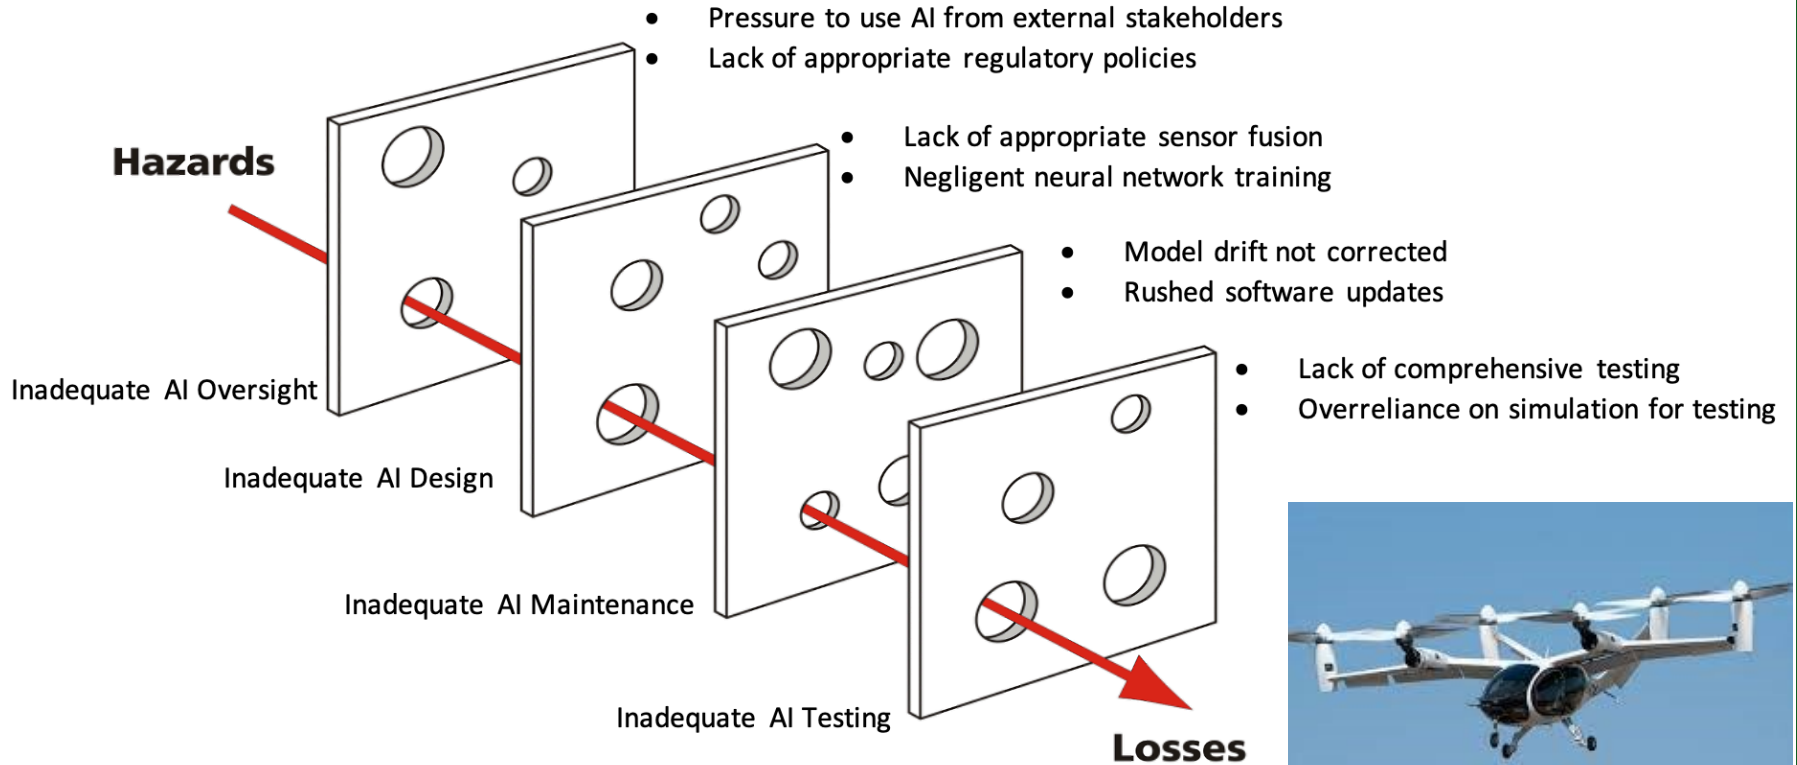 • Pressure to use AI from external stakeholders
• Lack of appropriate regulatory policies
• Lack of appropriate sensor fusion
• Negligent neural network training
Hazards
• Model drift not corrected
• Rushed software updates
• Lack of comprehensive testing
• Overreliance on simulation for testing
Inadequate AI Oversight
Inadequate AI Design
Inadequate AI Maintenance
Inadequate AI Testing
Losses